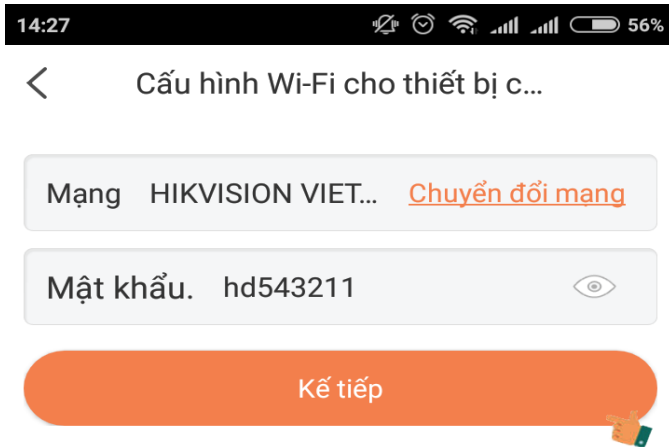 14:27 56%
Cấu hình Wi-Fi cho thiết bị c...
Mạng HIKVISION VIET... Chuyển đổi mạng
Mật khẩu. hd543211
Kế tiếp